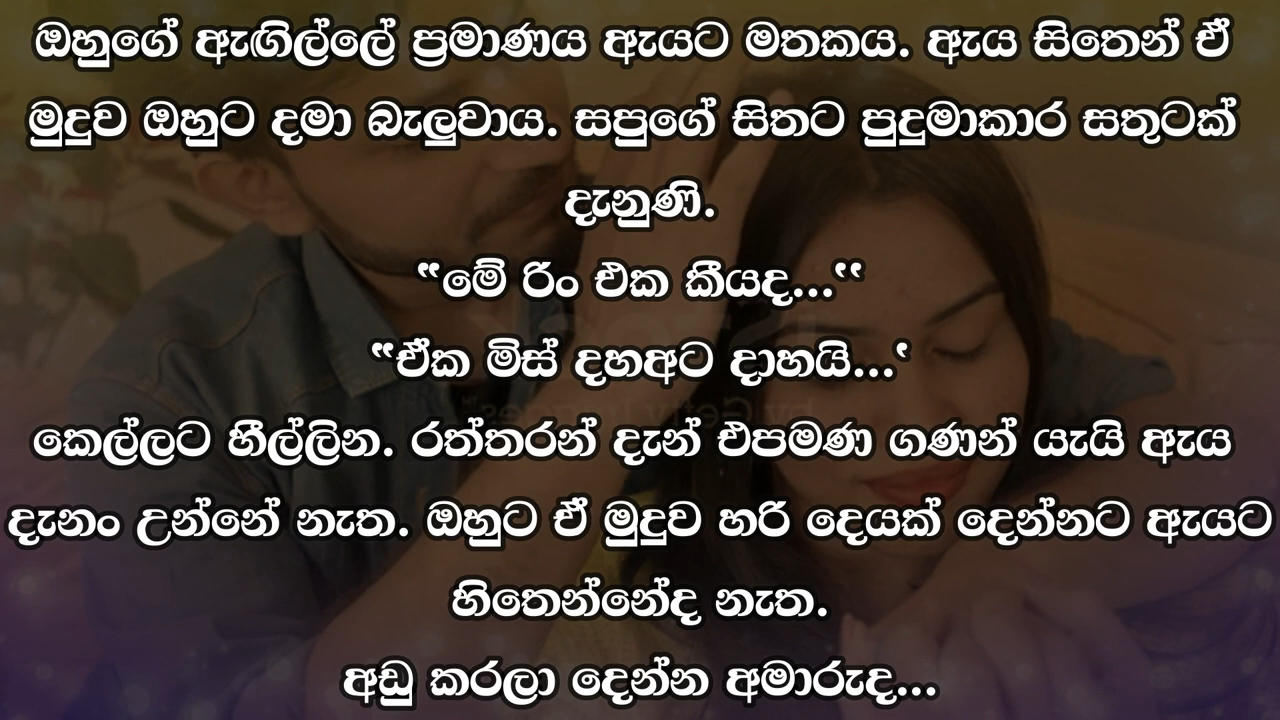 ඔහුගේ ඇඟිල්ලේ ප්‍රමාණය ඇයට මතකය. ඇය සිතෙන් ඒ
මුදුව ඔහුට දමා බැලුවාය. සපුගේ සිතට පුදුමාකාර සතුටක්
දැනුණි.
"මේ රිං එක කීයද...‛‛
"ඒක මිස් දහඅට දාහයි...‛
කෙල්ලට හීල්ලින. රත්තරන් දැන් එපමණ ගණන් යැයි ඇය
දැනං උන්නේ නැත. ඔහුට ඒ මුදුව හරි දෙයක් දෙන්නට ඇයට
හිතෙන්නේද නැත.
අඩු කරලා දෙන්න අමාරුද...